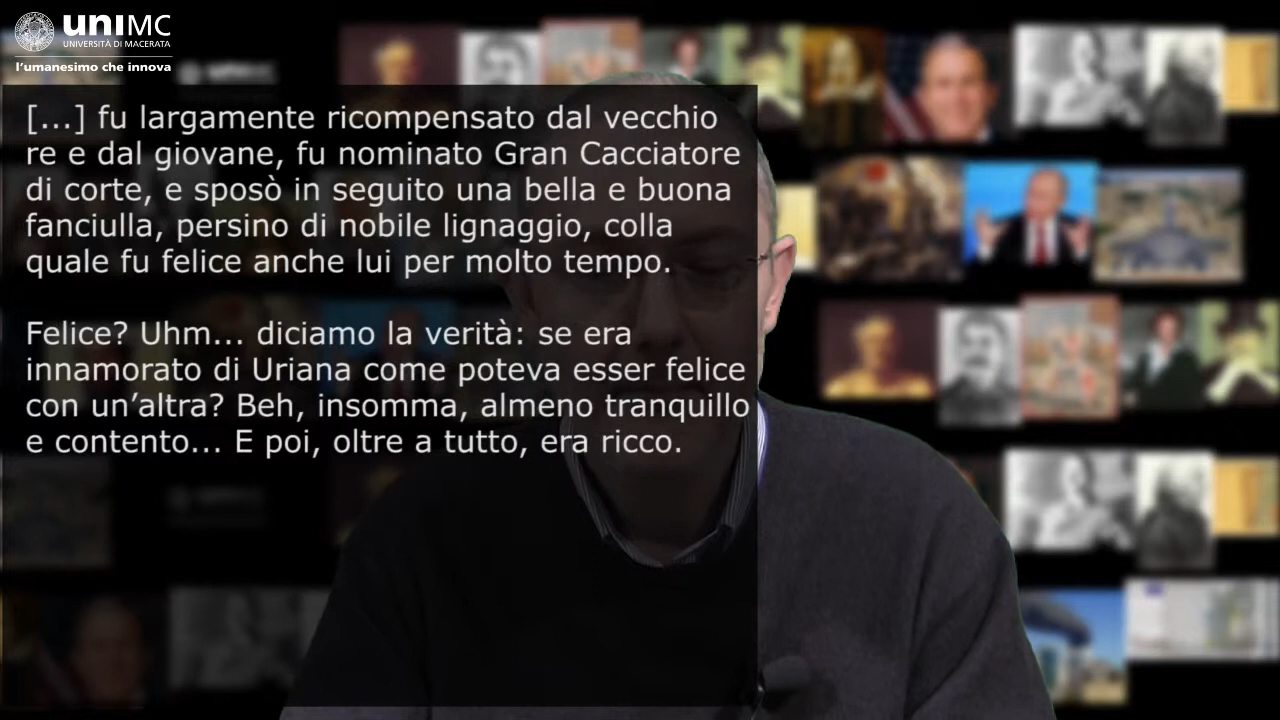 uniMC
UNIVERSITÀ DI MACERATA
l'umanesimo che innova
[...] fu largamente ricompensato dal vecchio
re e dal giovane, fu nominato Gran Cacciatore
di corte, e sposò in seguito una bella e buona
fanciulla, persino di nobile lignaggio, colla
quale fu felice anche lui per molto tempo.
Felice? Uhm... diciamo la verità: se era
innamorato di Uriana come poteva esser felice
con un’altra? Beh, insomma, almeno tranquillo
e contento... E poi, oltre a tutto, era ricco.